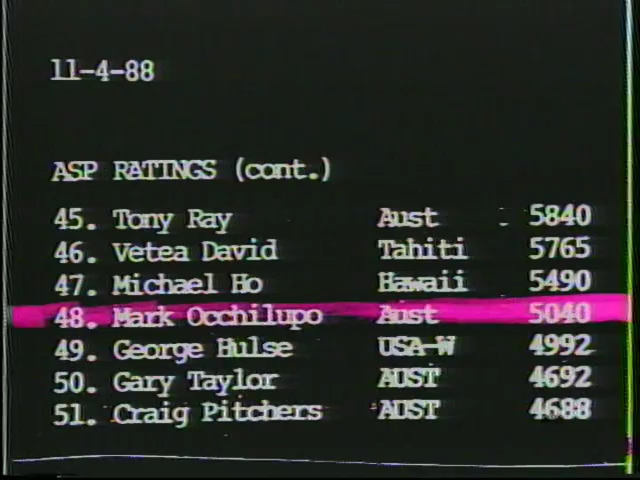 11-4-88
ASP RATINGS (cont.)
45. Tony Ray Aust 5840
46. Vetea David Tahiti 5765
47. Michael Ho Hawaii 5490
48. Mark Occhilupo Aust 5040
49. George Hulse USA-W 4992
50. Gary Taylor AUST 4692
51. Craig Pitchers AUST 4688